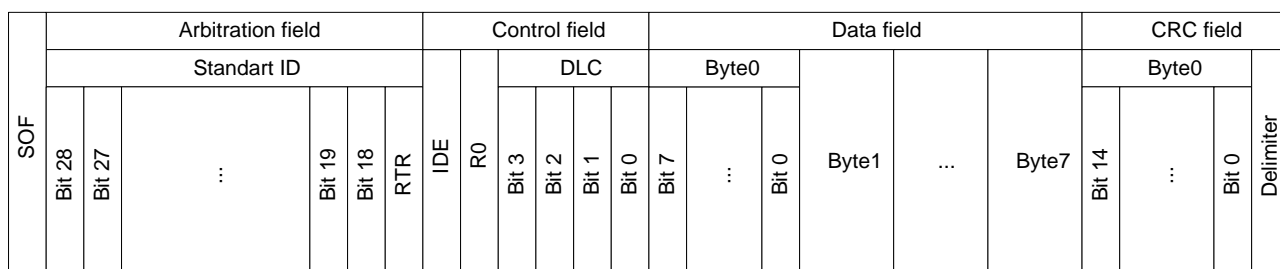 Arbitration field Control field Data field CRC field
Standart ID DLC Byte0 Byte0
SOF Bit 28 Bit 27 ... Bit 19 Bit 18 RTR IDE R0 Bit 3 Bit 2 Bit 1 Bit 0 Bit 7 ... Bit 0 Byte1 ... Byte7 Bit 14 ... Bit 0 Delimiter